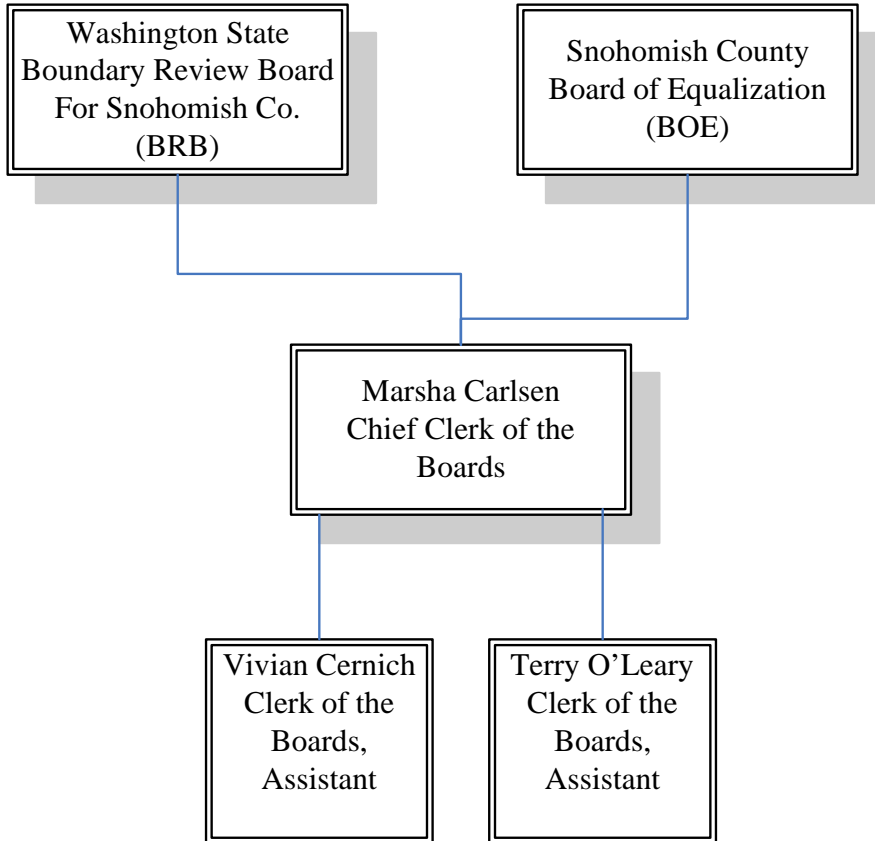 Washington State
Boundary Review Board
For Snohomish Co.
(BRB)
Snohomish County
Board of Equalization
(BOE)
Marsha Carlsen
Chief Clerk of the
Boards
Vivian Cernich
Clerk of the
Boards,
Assistant
Terry O’Leary
Clerk of the
Boards,
Assistant